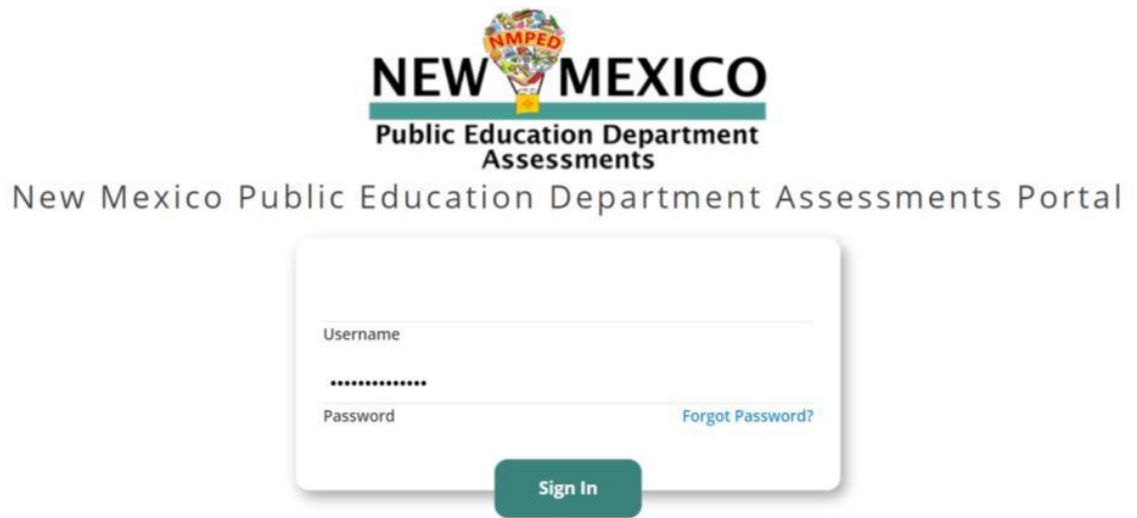 NMPED
NEW MEXICO
Public Education Department
Assessments
New Mexico Public Education Department Assessments Portal
Username
••••••••••••••
Password Forgot Password?
Sign In